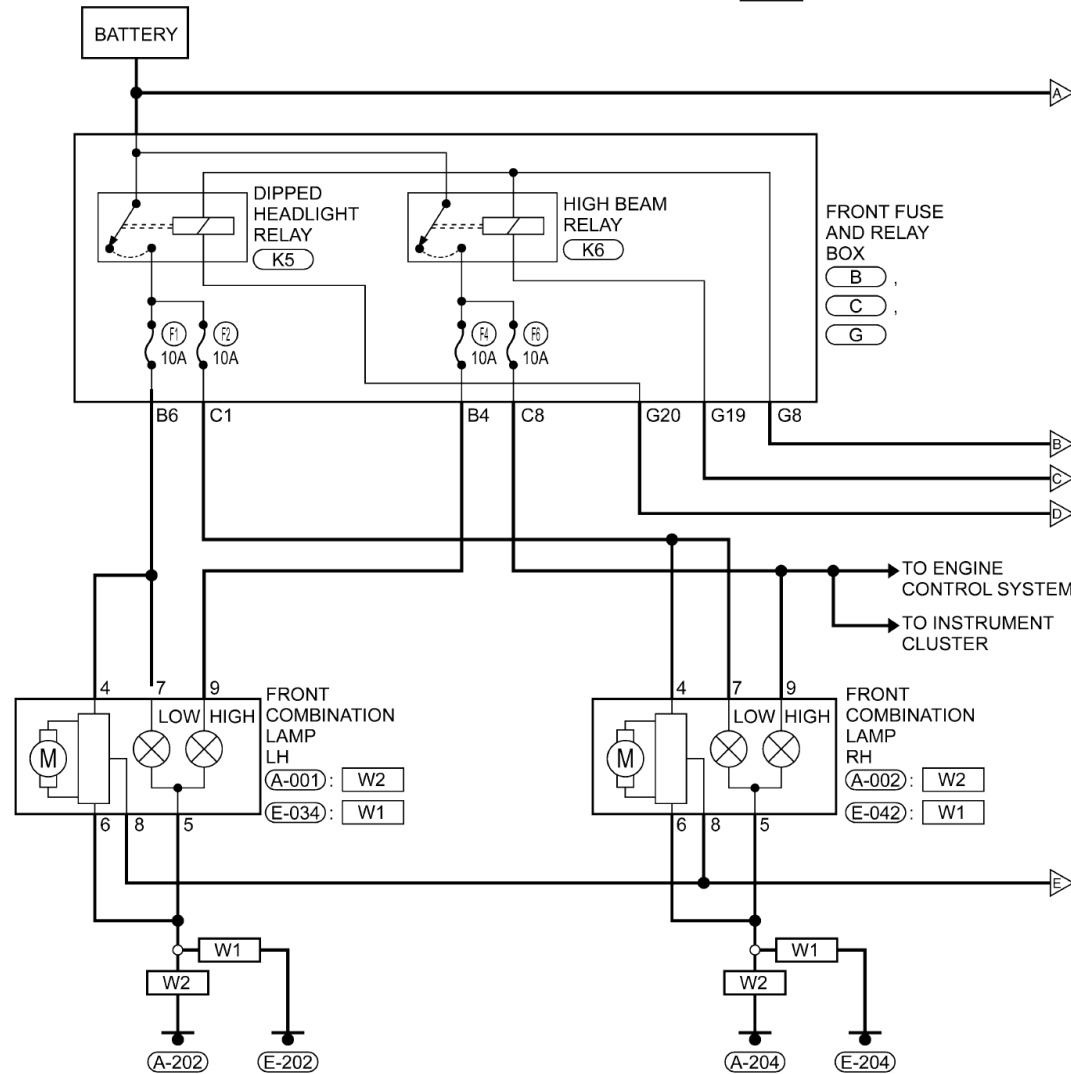 BATTERY
A
DIPPED
HEADLIGHT
RELAY
K5
HIGH BEAM
RELAY
K6
FRONT FUSE
AND RELAY
BOX
B ,
C ,
G
F1
10A
F2
10A
F4
10A
F6
10A
B6
C1
B4
C8
G20
G19
G8
B
C
D
TO ENGINE
CONTROL SYSTEM
TO INSTRUMENT
CLUSTER
4
7
9
LOW
HIGH
M
FRONT
COMBINATION
LAMP
LH
A-001 : W2
E-034 : W1
6
8
5
4
7
9
LOW
HIGH
M
FRONT
COMBINATION
LAMP
RH
A-002 : W2
E-042 : W1
6
8
5
E
W1
W2
W1
W2
A-202
E-202
A-204
E-204